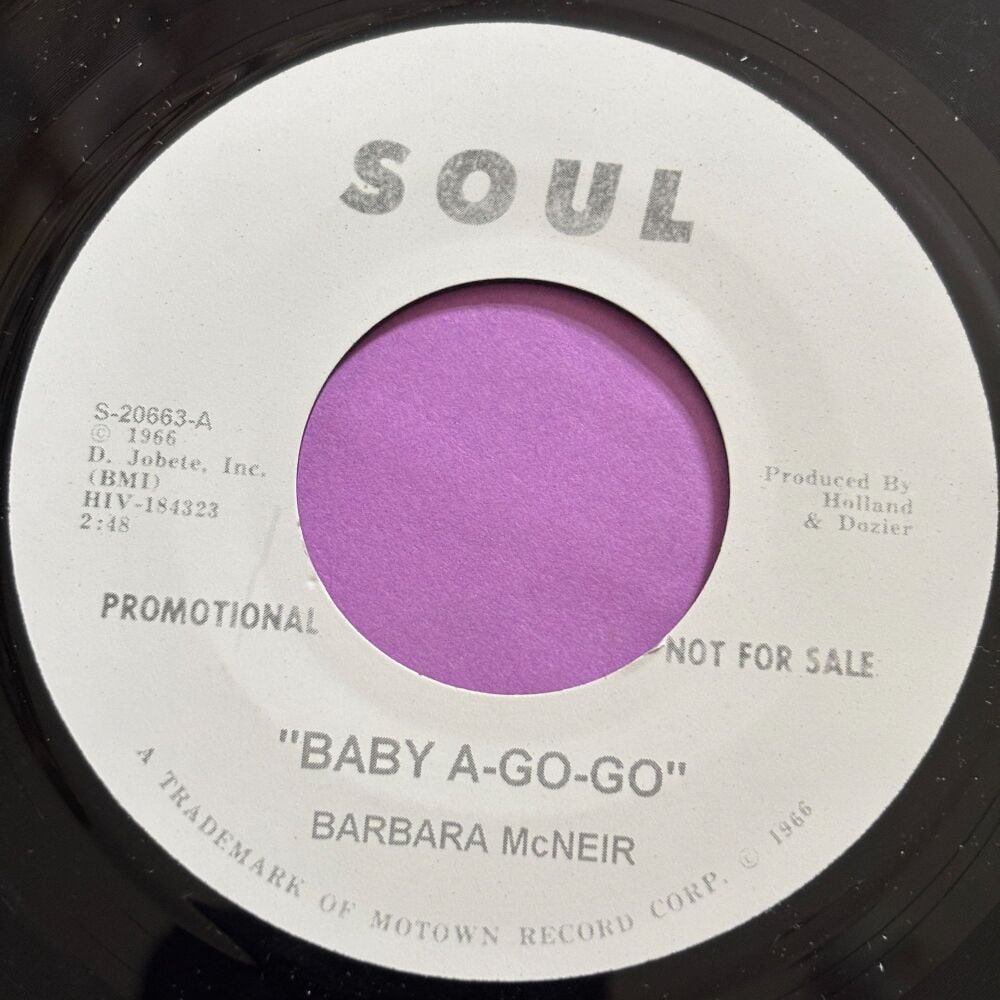 SOUL
S-20663-A
© 1966
D. Jobete, Inc.
(BMI)
HIV-184323
2:48
Produced By
Holland
& Dozier
PROMOTIONAL
NOT FOR SALE
"BABY A-GO-GO"
BARBARA McNEIR
A TRADEMARK OF MOTOWN RECORD CORP. © 1966